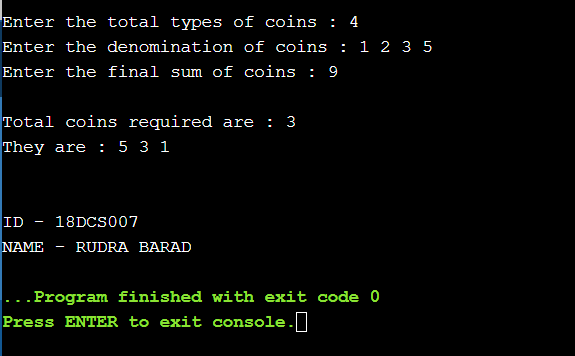 Enter the total types of coins : 4
Enter the denomination of coins : 1 2 3 5
Enter the final sum of coins : 9
Total coins required are : 3
They are : 5 3 1
ID - 18DCS007
NAME - RUDRA BARAD
...Program finished with exit code 0
Press ENTER to exit console.